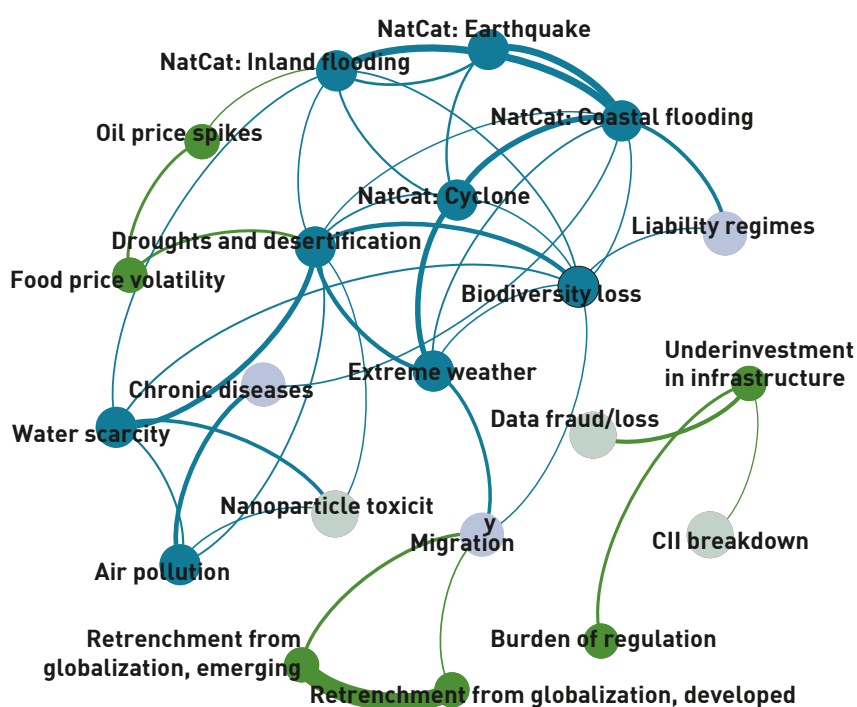 NatCat: Earthquake
NatCat: Inland flooding
NatCat: Coastal flooding
Oil price spikes
NatCat: Cyclone
Liability regimes
Droughts and desertification
Food price volatility
Biodiversity loss
Underinvestment
in infrastructure
Extreme weather
Chronic diseases
Data fraud/loss
Water scarcity
Nanoparticle toxicit
y
Migration
CII breakdown
Air pollution
Retrenchment from
globalization, emerging
Burden of regulation
Retrenchment from globalization, developed